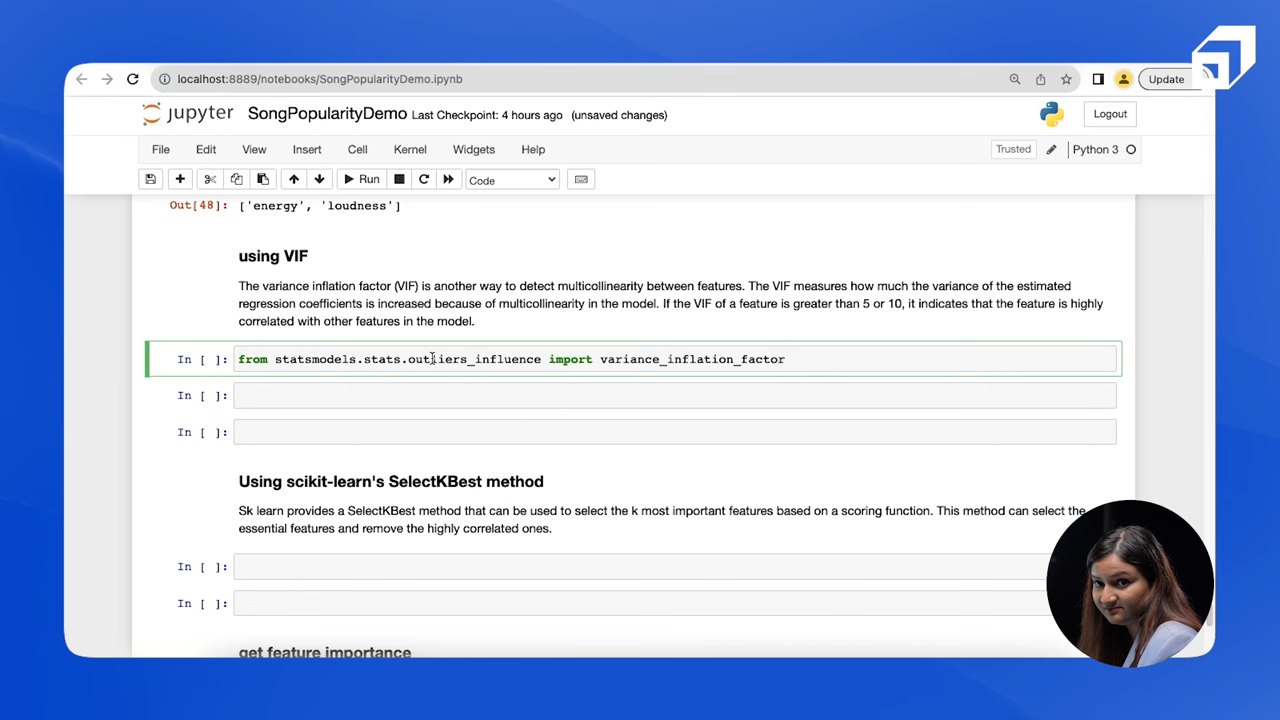 localhost:8889/notebooks/SongPopularityDemo.ipynb
Update
jupyter SongPopularityDemo Last Checkpoint: 4 hours ago (unsaved changes)
Logout
File Edit View Insert Cell Kernel Widgets Help
Trusted Python 3
Run Code
Out[48]: ['energy', 'loudness']
using VIF
The variance inflation factor (VIF) is another way to detect multicollinearity between features. The VIF measures how much the variance of the estimated
regression coefficients is increased because of multicollinearity in the model. If the VIF of a feature is greater than 5 or 10, it indicates that the feature is highly
correlated with other features in the model.
In [ ]: from statsmodels.stats.outliers_influence import variance_inflation_factor
In [ ]:
In [ ]:
Using scikit-learn's SelectKBest method
Sk learn provides a SelectKBest method that can be used to select the k most important features based on a scoring function. This method can select the
essential features and remove the highly correlated ones.
In [ ]:
In [ ]:
get feature importance